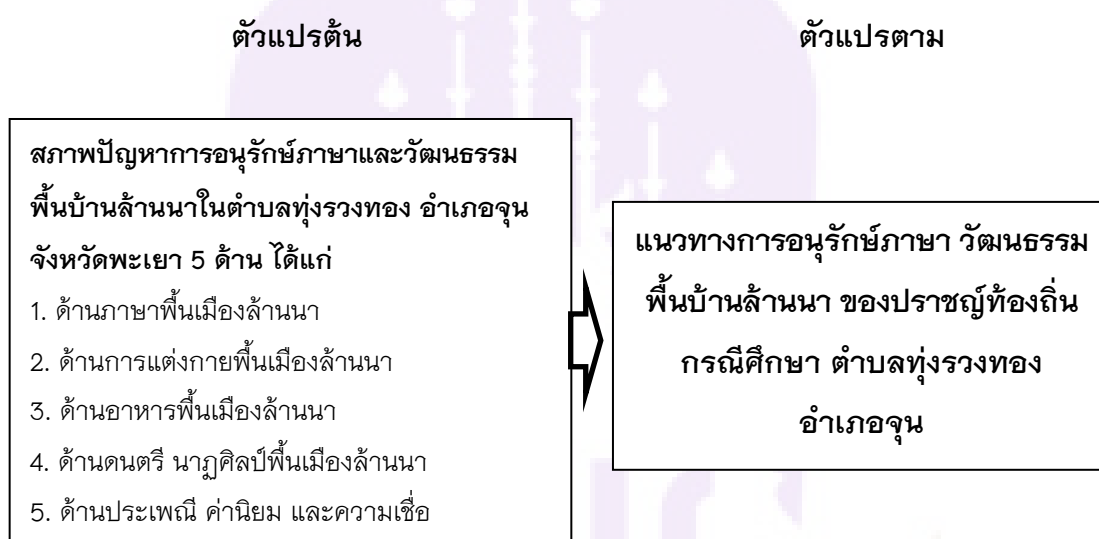 ตัวแปรต้น
ตัวแปรตาม
สภาพปัญหาการอนุรักษ์ภาษาและวัฒนธรรม
พื้นบ้านล้านนาในตำบลทุ่งรวงทอง อำเภอจุน
จังหวัดพะเยา 5 ด้าน ได้แก่
1. ด้านภาษาพื้นเมืองล้านนา
2. ด้านการแต่งกายพื้นเมืองล้านนา
3. ด้านอาหารพื้นเมืองล้านนา
4. ด้านดนตรี นาฏศิลป์พื้นเมืองล้านนา
5. ด้านประเพณี ค่านิยม และความเชื่อ
แนวทางการอนุรักษ์ภาษา วัฒนธรรม
พื้นบ้านล้านนา ของปราชญ์ท้องถิ่น
กรณีศึกษา ตำบลทุ่งรวงทอง
อำเภอจุน